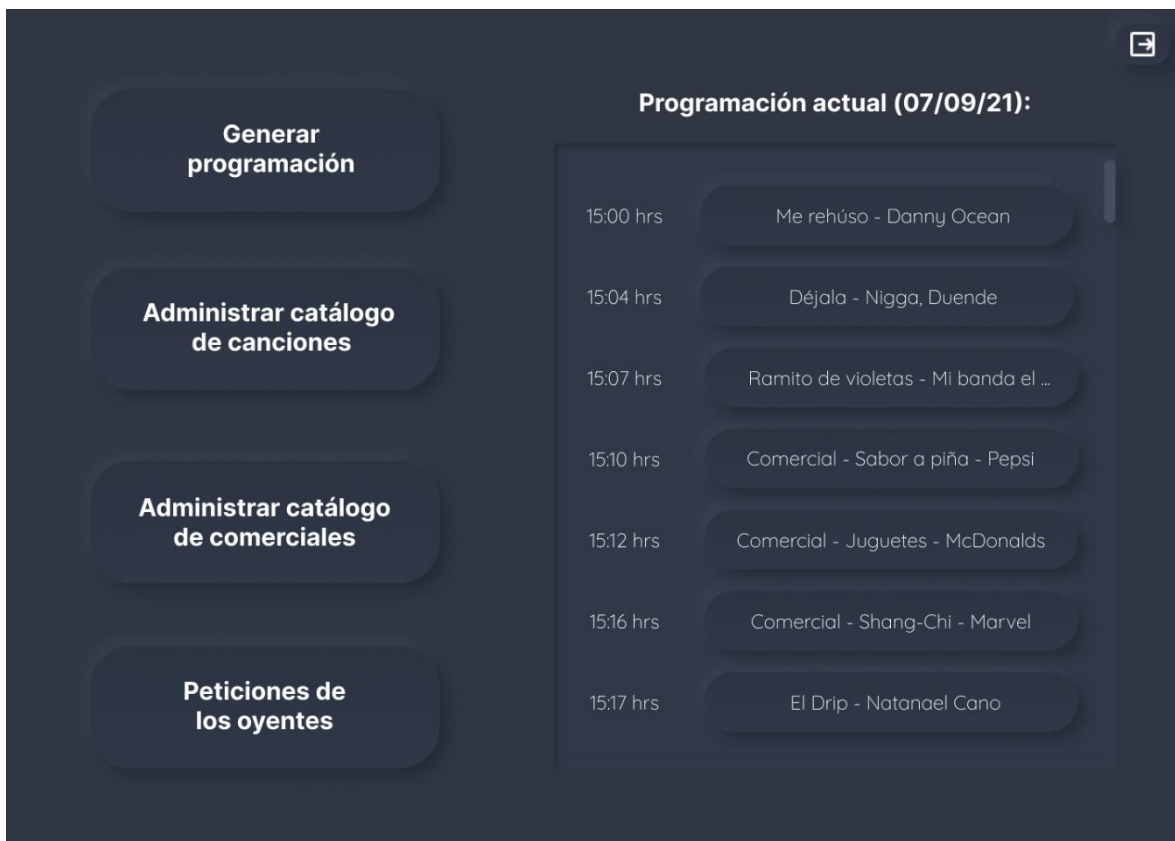 Generar
programación
Administrar catálogo
de canciones
Administrar catálogo
de comerciales
Peticiones de
los oyentes
Programación actual (07/09/21):
15:00 hrs Me rehúso - Danny Ocean
15:04 hrs Déjala - Nigga, Duende
15:07 hrs Ramito de violetas - Mi banda el ...
15:10 hrs Comercial - Sabor a piña - Pepsi
15:12 hrs Comercial - Juguetes - McDonalds
15:16 hrs Comercial - Shang-Chi - Marvel
15:17 hrs El Drip - Natanael Cano